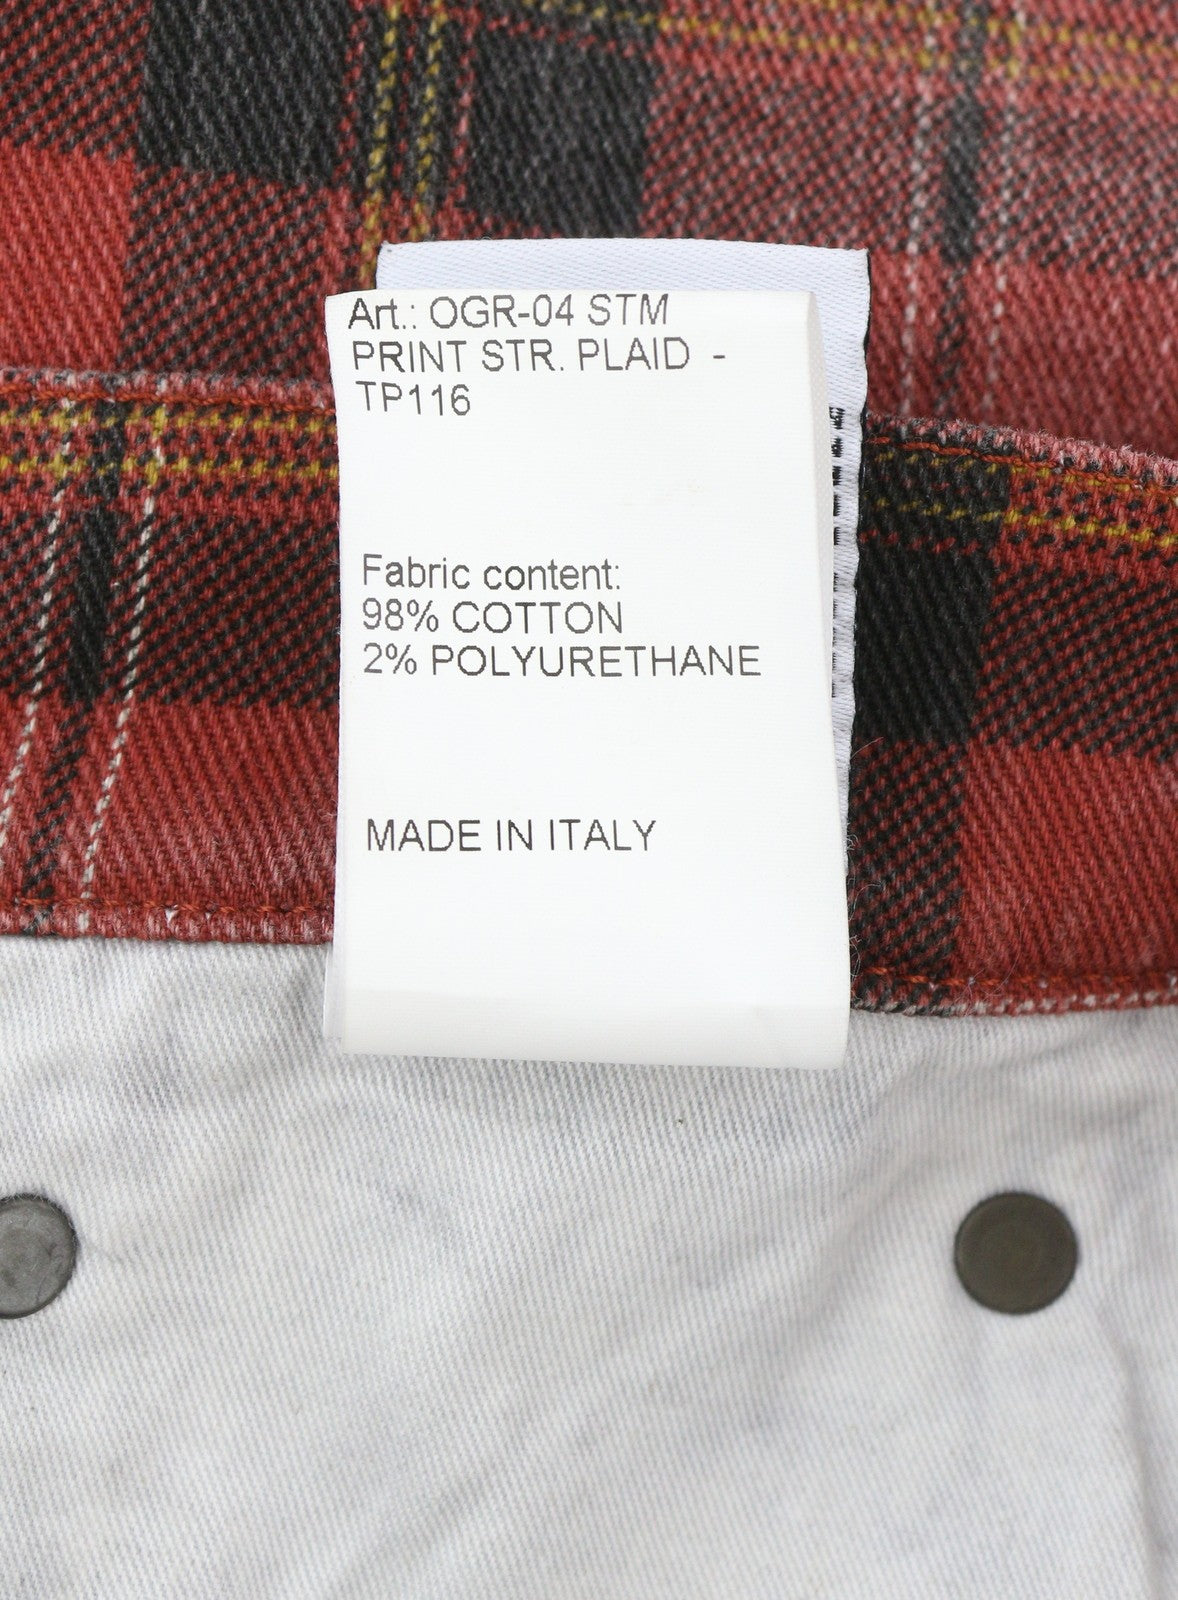 Art.: OGR-04 STM
PRINT STR. PLAID -
TP116
Fabric content:
98% COTTON
2% POLYURETHANE
MADE IN ITALY